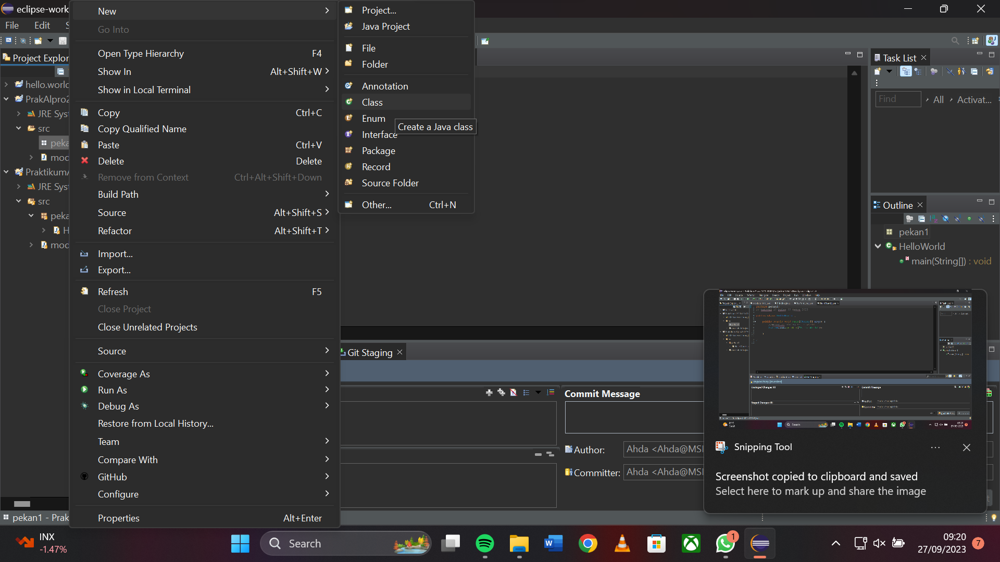 eclipse-work
File Edit S
Project Explor
hello.world
PrakAlpro2
JRE Syst
src
peka
mod
PraktikumA
JRE Syst
src
peka
H
mod
pekan1 - Prak
New
Go Into
Open Type Hierarchy F4
Show In Alt+Shift+W
Show in Local Terminal
Copy Ctrl+C
Copy Qualified Name
Paste Ctrl+V
Delete Delete
Remove from Context Ctrl+Alt+Shift+Down
Build Path
Source Alt+Shift+S
Refactor Alt+Shift+T
Import...
Export...
Refresh F5
Close Project
Close Unrelated Projects
Source
Coverage As
Run As
Debug As
Restore from Local History...
Team
Compare With
GitHub
Configure
Properties Alt+Enter
Project...
Java Project
File
Folder
Annotation
Class
Enum
Create a Java class
Interface
Package
Record
Source Folder
Other... Ctrl+N
Task List
Find All Activat...
Outline
pekan1
HelloWorld
main(String[]) : void
Git Staging
Commit Message
Author: Ahda <Ahda@MSI
Committer: Ahda <Ahda@MSI
Snipping Tool
Screenshot copied to clipboard and saved
Select here to mark up and share the image
INX
-1.47%
Search
1
09:20
27/09/2023
7